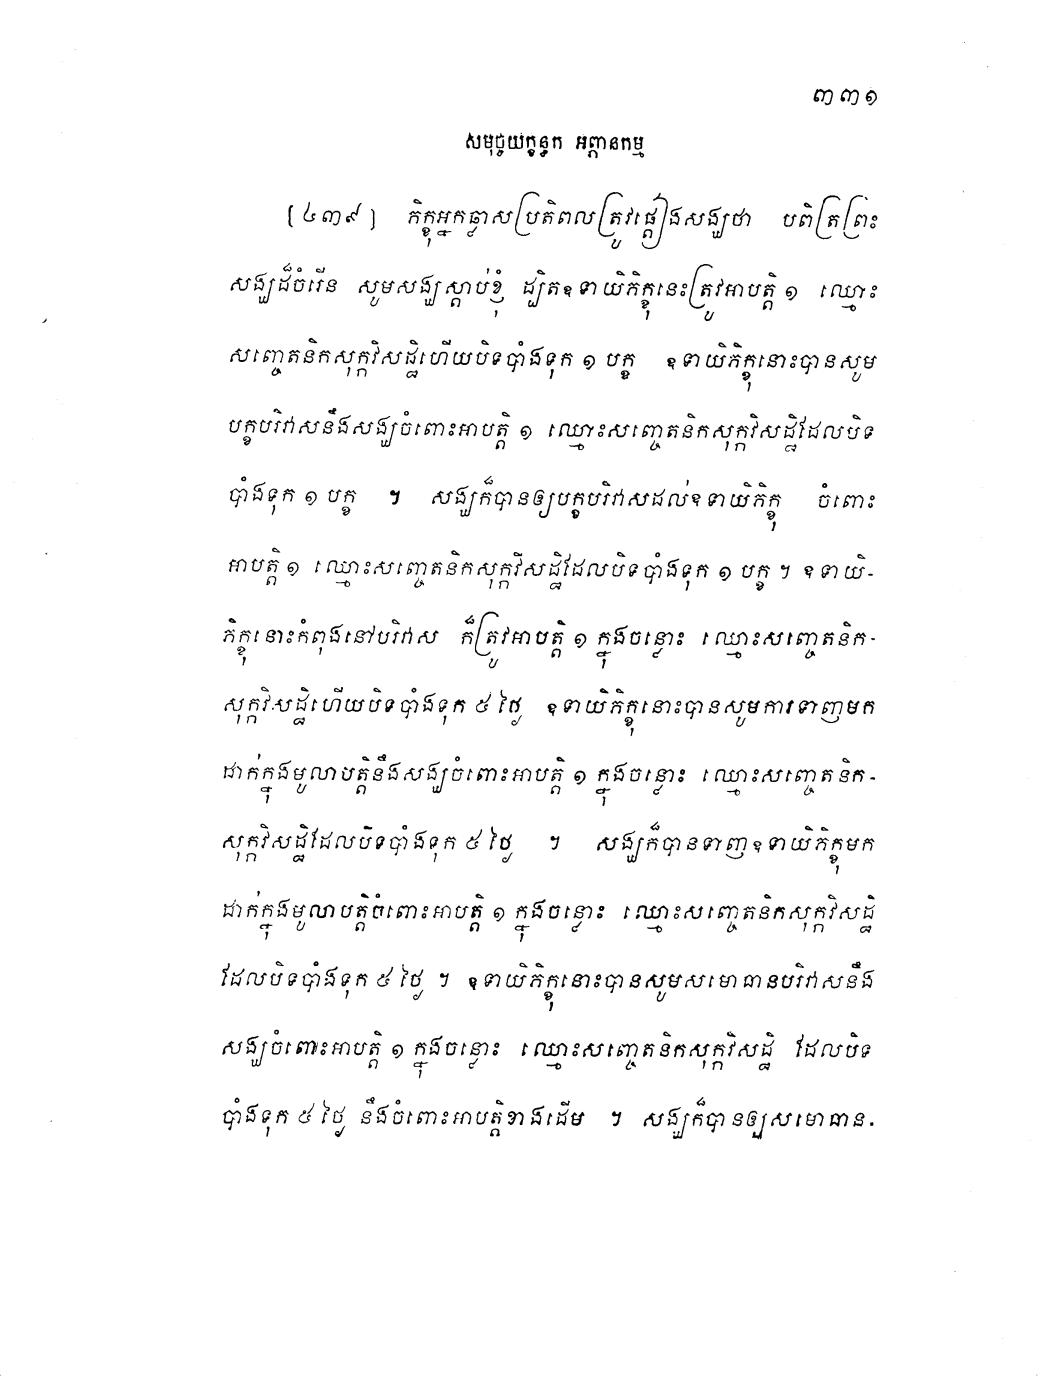 ៣៣១
សមុច្ចយក្ខន្ធក អព្ភានកម្ម
[៤៣៩] ភិក្ខុអ្នកឆ្លាសប្រតិពលត្រូវផ្តៀងសង្ឃថា បពិត្រព្រះ
សង្ឃដ៏ចំរើន សូមសង្ឃស្តាប់ខ្ញុំ ដ្បិតឧទាយិភិក្ខុនេះត្រូវអាបត្តិ ១ ឈ្មោះ
សញ្ចេតនិកសុក្កវិសដ្ឋិហើយបិទបាំងទុក ១ បក្ខ ឧទាយិភិក្ខុនោះបានសូម
បក្ខបរិវាសនឹងសង្ឃចំពោះអាបត្តិ ១ ឈ្មោះសញ្ចេតនិកសុក្កវិសដ្ឋិដែលបិទ
បាំងទុក ១ បក្ខ ។ សង្ឃក៏បានឲ្យបក្ខបរិវាសដល់ឧទាយិភិក្ខុ ចំពោះ
អាបត្តិ ១ ឈ្មោះសញ្ចេតនិកសុក្កវិសដ្ឋិដែលបិទបាំងទុក ១ បក្ខ ។ ឧទាយិ-
ភិក្ខុនោះកំពុងនៅបរិវាស ក៏ត្រូវអាបត្តិ ១ ក្នុងចន្លោះ ឈ្មោះសញ្ចេតនិក-
សុក្កវិសដ្ឋិហើយបិទបាំងទុក ៥ ថ្ងៃ ឧទាយិភិក្ខុនោះបានសូមការទាញមក
ដាក់ក្នុងមូលាបត្តិនឹងសង្ឃចំពោះអាបត្តិ ១ ក្នុងចន្លោះ ឈ្មោះសញ្ចេតនិក-
សុក្កវិសដ្ឋិដែលបិទបាំងទុក ៥ ថ្ងៃ ។ សង្ឃក៏បានទាញឧទាយិភិក្ខុមក
ដាក់ក្នុងមូលាបត្តិចំពោះអាបត្តិ ១ ក្នុងចន្លោះ ឈ្មោះសញ្ចេតនិកសុក្កវិសដ្ឋិ
ដែលបិទបាំងទុក ៥ ថ្ងៃ ។ ឧទាយិភិក្ខុនោះបានសូមសមោធានបរិវាសនឹង
សង្ឃចំពោះអាបត្តិ ១ ក្នុងចន្លោះ ឈ្មោះសញ្ចេតនិកសុក្កវិសដ្ឋិ ដែលបិទ
បាំងទុក ៥ ថ្ងៃ នឹងចំពោះអាបត្តិខាងដើម ។ សង្ឃក៏បានឲ្យសមោធាន-